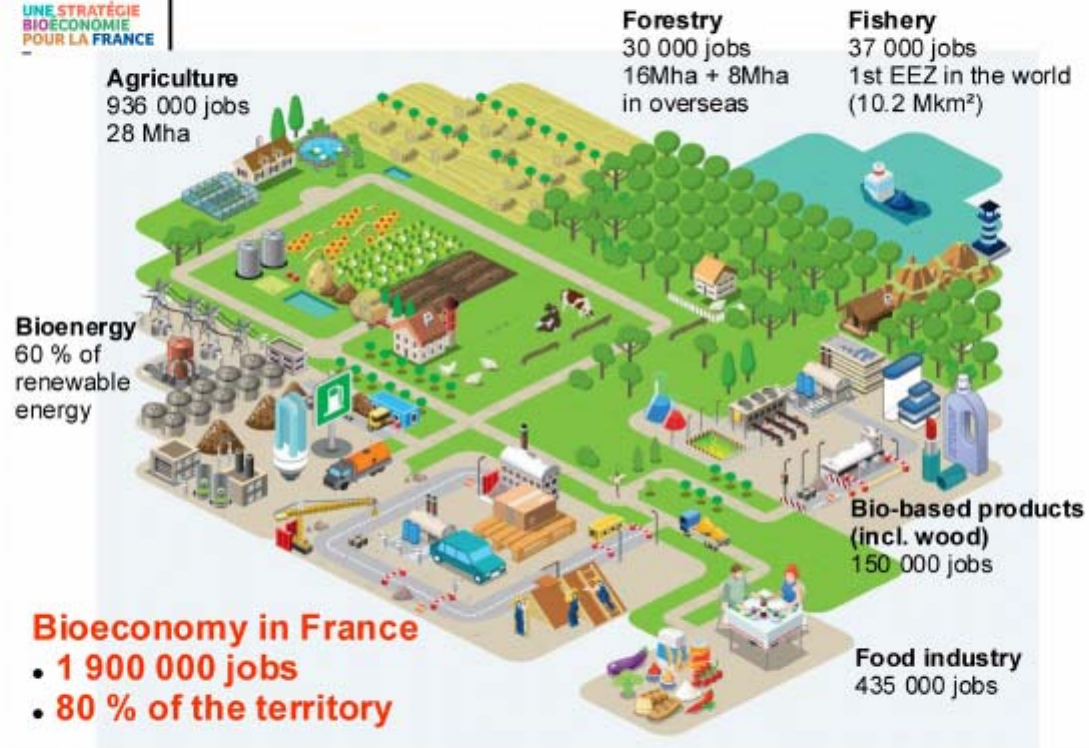 UNE STRATÉGIE
BIOÉCONOMIE
POUR LA FRANCE
Agriculture
936 000 jobs
28 Mha
Forestry
30 000 jobs
16Mha + 8Mha
in overseas
Fishery
37 000 jobs
1st EEZ in the world
(10.2 Mkm²)
Bioenergy
60 % of
renewable
energy
Bio-based products
(incl. wood)
150 000 jobs
Food industry
435 000 jobs
Bioeconomy in France
• 1 900 000 jobs
• 80 % of the territory